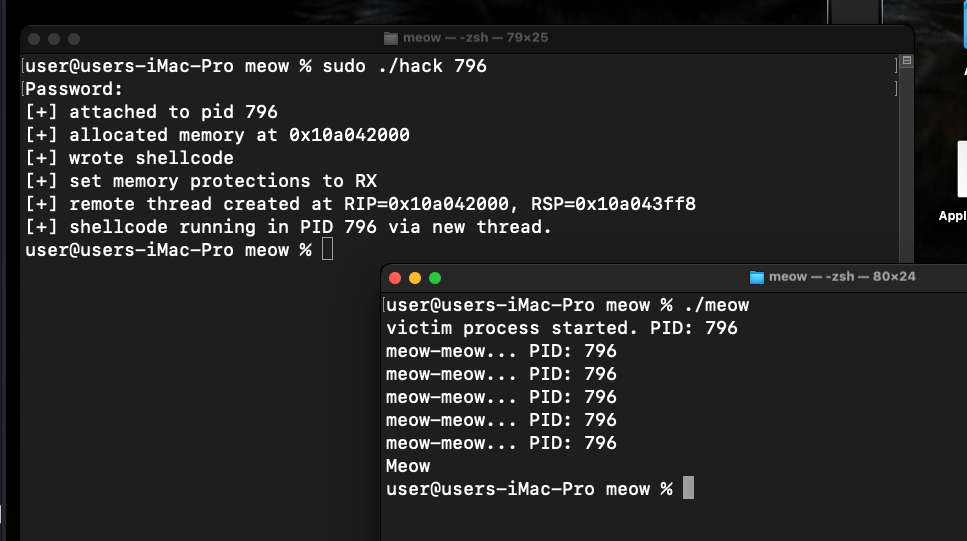 meow — -zsh — 79×25
user@users-iMac-Pro meow % sudo ./hack 796
Password:
[+] attached to pid 796
[+] allocated memory at 0x10a042000
[+] wrote shellcode
[+] set memory protections to RX
[+] remote thread created at RIP=0x10a042000, RSP=0x10a043ff8
[+] shellcode running in PID 796 via new thread.
user@users-iMac-Pro meow %
Appl
meow — -zsh — 80×24
user@users-iMac-Pro meow % ./meow
victim process started. PID: 796
meow-meow... PID: 796
meow-meow... PID: 796
meow-meow... PID: 796
meow-meow... PID: 796
meow-meow... PID: 796
Meow
user@users-iMac-Pro meow %